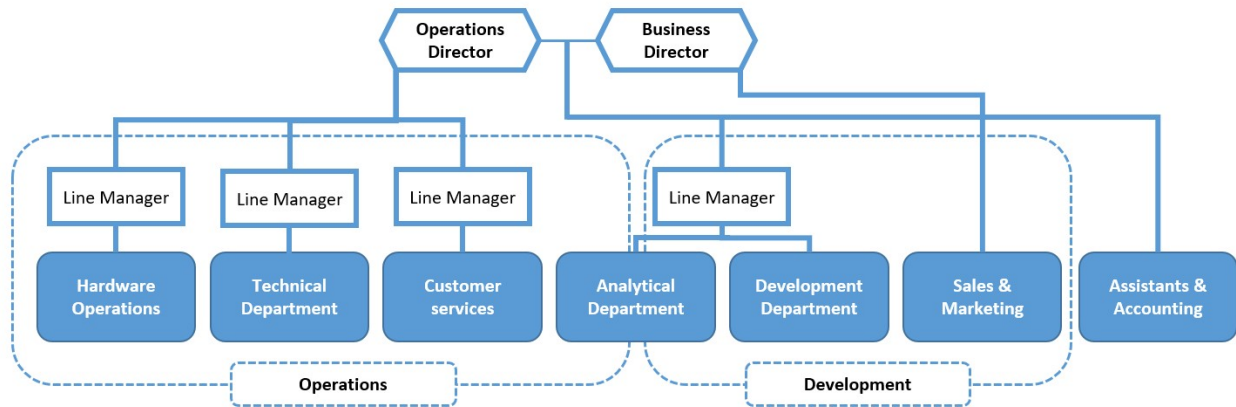 Operations
Director
Business
Director
Line Manager
Line Manager
Line Manager
Line Manager
Hardware
Operations
Technical
Department
Customer
services
Analytical
Department
Development
Department
Sales &
Marketing
Assistants &
Accounting
Operations
Development